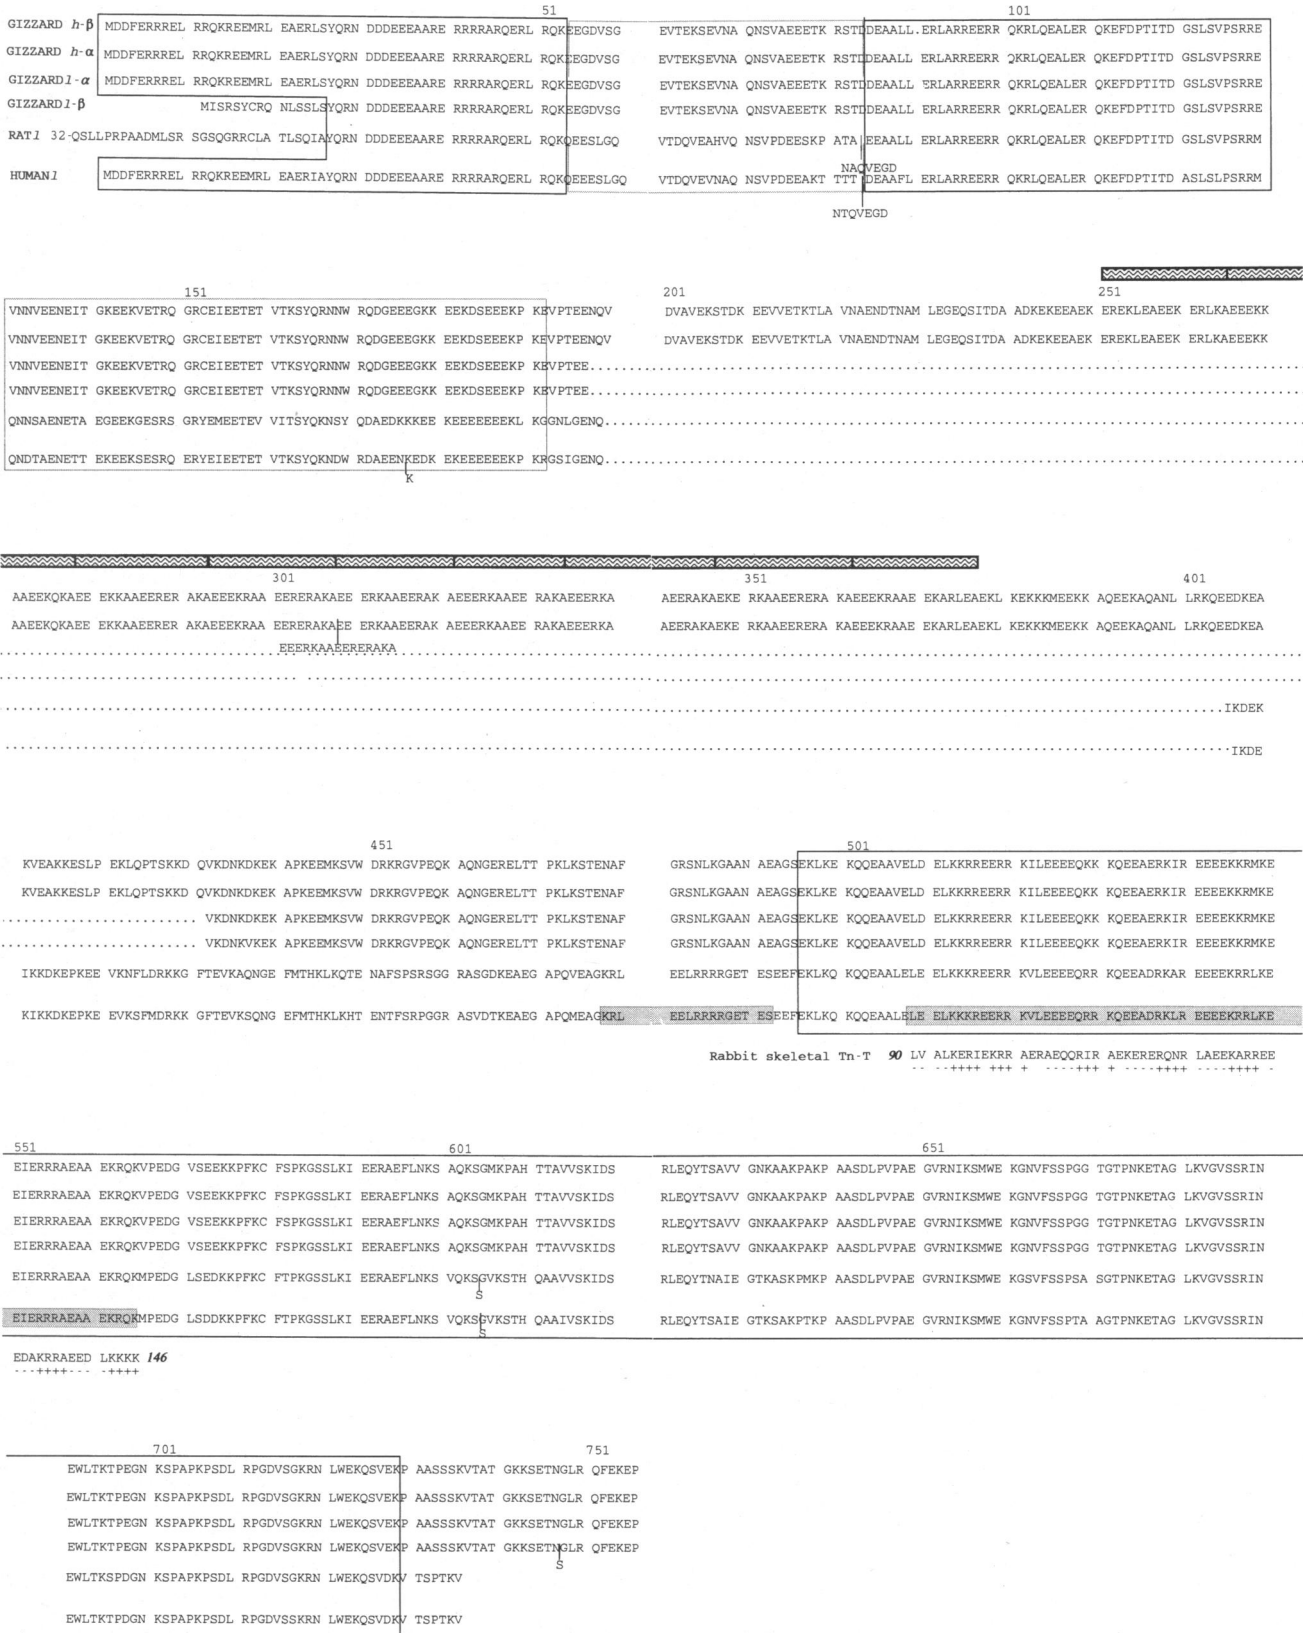 51 101
GIZZARD h-β MDDFERRREL RRQKREEMRL EAERLSYQRN DDDEEEAARE RRRRARQERL RQKEEGDVSG EVTEKSEVNA QNSVAEEETK RSTDDEAALL.ERLARREERR QKRLQEALER QKEFDPTITD GSLSVPSRRE
GIZZARD h-α MDDFERRREL RRQKREEMRL EAERLSYQRN DDDEEEAARE RRRRARQERL RQKEEGDVSG EVTEKSEVNA QNSVAEEETK RSTDDEAALL ERLARREERR QKRLQEALER QKEFDPTITD GSLSVPSRRE
GIZZARD l-α MDDFERRREL RRQKREEMRL EAERLSYQRN DDDEEEAARE RRRRARQERL RQKEEGDVSG EVTEKSEVNA QNSVAEEETK RSTDDEAALL ERLARREERR QKRLQEALER QKEFDPTITD GSLSVPSRRE
GIZZARD l-β MISRSYCRQ NLSSLSYQRN DDDEEEAARE RRRRARQERL RQKEEGDVSG EVTEKSEVNA QNSVAEEETK RSTDDEAALL ERLARREERR QKRLQEALER QKEFDPTITD GSLSVPSRRE
RAT l 32-QSLLPRPAADMLSR SGSQGRRCLA TLSQIAYQRN DDDEEEAARE RRRRARQERL RQKQEESLGQ VTDQVEAHVQ NSVPDEESKP ATA EEAALL ERLARREERR QKRLQEALER QKEFDPTITD GSLSVPSRRM
NAQVEGD
HUMAN l MDDFERRREL RRQKREEMRL EAERIAYQRN DDDEEEAARE RRRRARQERL RQKQEEESLGQ VTDQVEVNAQ NSVPDEEAKT TTT DEAAFL ERLARREERR QKRLQEALER QKEFDPTITD ASLSLPSRRM
NTQVEGD
151 201 251
VNNVEENEIT GKEEKVETRQ GRCEIEETET VTKSYQRNNW RQDGEEEGKK EEKDSEEEKP KEVPTEENQV DVAVEKSTDK EEVVETKTLA VNAENDTNAM LEGEQSITDA ADKEKEEAEK EREKLEAEEK ERLKAEEEKK
VNNVEENEIT GKEEKVETRQ GRCEIEETET VTKSYQRNNW RQDGEEEGKK EEKDSEEEKP KEVPTEENQV DVAVEKSTDK EEVVETKTLA VNAENDTNAM LEGEQSITDA ADKEKEEAEK EREKLEAEEK ERLKAEEEKK
VNNVEENEIT GKEEKVETRQ GRCEIEETET VTKSYQRNNW RQDGEEEGKK EEKDSEEEKP KEVPTEE..........
VNNVEENEIT GKEEKVETRQ GRCEIEETET VTKSYQRNNW RQDGEEEGKK EEKDSEEEKP KEVPTEE..........
QNNSAENETA EGEEKGESRS GRYEMEETEV VITSYQKNSY QDAEDKKKEE KEEEEEEEKL KGGNLGENQ..........
QNDTAENETT EKEEKSESRQ ERYEIEETET VTKSYQKNDW RDAEENKEDK EKEEEEEEKP KRGSIGENQ..........
K
301 351 401
AAEEKQKAEE EEKKAAEERER AKAEEEKRAA EERERAKAEE ERKAAEERAK AEEERKAAEE RAKAEEERKA AEERAKAEKE RKAAEERERA KAEEEKRAAE EKARLEAEKL KEKKKMEEKK AQEEKAQANL LRKQEEDKEA
AAEEKQKAEE EEKKAAEERER AKAEEEKRAA EERERAKAEE ERKAAEERAK AEEERKAAEE RAKAEEERKA AEERAKAEKE RKAAEERERA KAEEEKRAAE EKARLEAEKL KEKKKMEEKK AQEEKAQANL LRKQEEDKEA
EEERKAAEERERAKA
..........IKDEK
..........IKDE
451 501
KVEAKKESLP EKLQPTSKKD QVKDNKDKEK APKEEMKSVW DRKRGVPEQK AQNGERELTT PKLKSTENAF GRSNLKGAAN AEAGSEKLKE KQQEAAVELD ELKKRREERR KILEEEEQKK KQEEAERKIR EEEEKKRMKE
KVEAKKESLP EKLQPTSKKD QVKDNKDKEK APKEEMKSVW DRKRGVPEQK AQNGERELTT PKLKSTENAF GRSNLKGAAN AEAGSEKLKE KQQEAAVELD ELKKRREERR KILEEEEQKK KQEEAERKIR EEEEKKRMKE
.......... VKDNKDKEK APKEEMKSVW DRKRGVPEQK AQNGERELTT PKLKSTENAF GRSNLKGAAN AEAGSEKLKE KQQEAAVELD ELKKRREERR KILEEEEQKK KQEEAERKIR EEEEKKRMKE
.......... VKDNKVKEK APKEEMKSVW DRKRGVPEQK AQNGERELTT PKLKSTENAF GRSNLKGAAN AEAGSEKLKE KQQEAAVELD ELKKRREERR KILEEEEQKK KQEEAERKIR EEEEKKRMKE
IKKDKEPKEE VKNFLDRKKG FTEVKAQNGE FMTHKLKQTE NAFSPSRSGG RASGDKEAEG APQVEAGKRL EELRRRRGET ESEEFEKLKQ KQQEAALELE ELKKKREERR KVLEEEEQRR KQEEADRKAR EEEEKRRLKE
KIKKDKEPKE EVKSFMDRKK GFTEVKSQNG EFMTHKLKHT ENTFSRPGGR ASVDTKEAEG APQMEAGKRL EELRRRRGET ESEEFEKLKQ KQQEAALELE ELKKKREERR KVLEEEEQRR KQEEADRKLR EEEEKRRLKE
Rabbit skeletal Tn-T 90 LV ALKERIEKRR AERAEQQRIR AEKERERQNR LAEEKARREE
-- --++++ +++ + ----+++ + ----++++ ----++++ -
551 601 651
EIERRRAEAA EKRQKVPEDG VSEEKKPFKC FSPKGSSLKI EERAEFLNKS AQKSGMKPAH TTAVVSKIDS RLEQYTSAVV GNKAAKPAKP AASDLPVPAE GVRNIKSMWE KGNVFSSPGG TGTPNKETAG LKVGVSSRIN
EIERRRAEAA EKRQKVPEDG VSEEKKPFKC FSPKGSSLKI EERAEFLNKS AQKSGMKPAH TTAVVSKIDS RLEQYTSAVV GNKAAKPAKP AASDLPVPAE GVRNIKSMWE KGNVFSSPGG TGTPNKETAG LKVGVSSRIN
EIERRRAEAA EKRQKVPEDG VSEEKKPFKC FSPKGSSLKI EERAEFLNKS AQKSGMKPAH TTAVVSKIDS RLEQYTSAVV GNKAAKPAKP AASDLPVPAE GVRNIKSMWE KGNVFSSPGG TGTPNKETAG LKVGVSSRIN
EIERRRAEAA EKRQKVPEDG VSEEKKPFKC FSPKGSSLKI EERAEFLNKS AQKSGMKPAH TTAVVSKIDS RLEQYTSAVV GNKAAKPAKP AASDLPVPAE GVRNIKSMWE KGNVFSSPGG TGTPNKETAG LKVGVSSRIN
EIERRRAEAA EKRQKMPEDG LSEDKKPFKC FTPKGSSLKI EERAEFLNKS VQKSGVKSTH QAAVVSKIDS RLEQYTNAIE GTKASKPMKP AASDLPVPAE GVRNIKSMWE KGSVFSSPSA SGTPNKETAG LKVGVSSRIN
S
EIERRRAEAA EKRQKMPEDG LSDDKKPFKC FTPKGSSLKI EERAEFLNKS VQKSGVKSTH QAAIVSKIDS RLEQYTSAIE GTKSAKPTKP AASDLPVPAE GVRNIKSMWE KGNVFSSPTA AGTPNKETAG LKVGVSSRIN
S
EDAKRRAEED LKKKK 146
---++++--- -++++
701 751
EWLTKTPEGN KSPAPKPSDL RPGDVSGKRN LWEKQSVEKP AASSSKVTAT GKKSETNGLR QFEKEP
EWLTKTPEGN KSPAPKPSDL RPGDVSGKRN LWEKQSVEKP AASSSKVTAT GKKSETNGLR QFEKEP
EWLTKTPEGN KSPAPKPSDL RPGDVSGKRN LWEKQSVEKP AASSSKVTAT GKKSETNGLR QFEKEP
EWLTKTPEGN KSPAPKPSDL RPGDVSGKRN LWEKQSVEKP AASSSKVTAT GKKSETNGLR QFEKEP
S
EWLTKSPDGN KSPAPKPSDL RPGDVSGKRN LWEKQSVDKV TSPTKV
EWLTKTPDGN KSPAPKPSDL RPGDVSSKRN LWEKQSVDKV TSPTKV